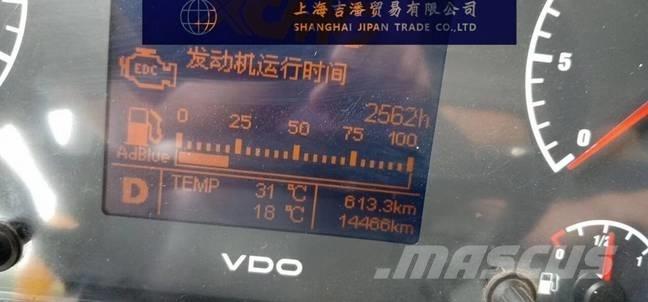 上海吉潘贸易有限公司
SHANGHAI JIPAN TRADE CO.,LTD
EDC
发动机运行时间
2562h
0 25 50 75 100
AdBlue
D TEMP 31 ℃ 613.3km
18 ℃ 14466km
VDO
5
0
0 1/2 1
MASCUS